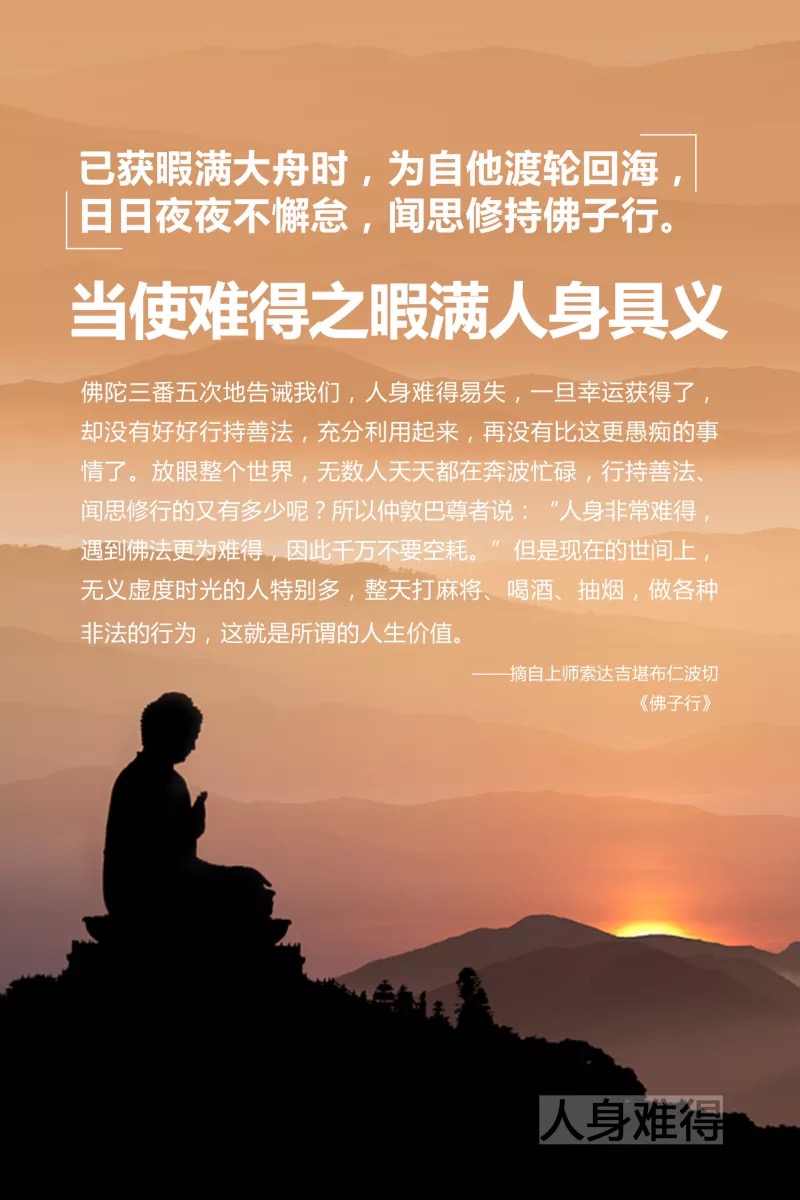 已获暇满大舟时，为自他渡轮回海，
日日夜夜不懈怠，闻思修持佛子行。
当使难得之暇满人身具义
佛陀三番五次地告诫我们，人身难得易失，一旦幸运获得了，
却没有好好行持善法，充分利用起来，再没有比这更愚痴的事
情了。放眼整个世界，无数人天天都在奔波忙碌，行持善法、
闻思修行的又有多少呢？所以仲敦巴尊者说：“人身非常难得，
遇到佛法更为难得，因此千万不要空耗。”但是现在的世间上，
无义虚度时光的人特别多，整天打麻将、喝酒、抽烟，做各种
非法的行为，这就是所谓的人生价值。
——摘自上师索达吉堪布仁波切
《佛子行》
人身难得